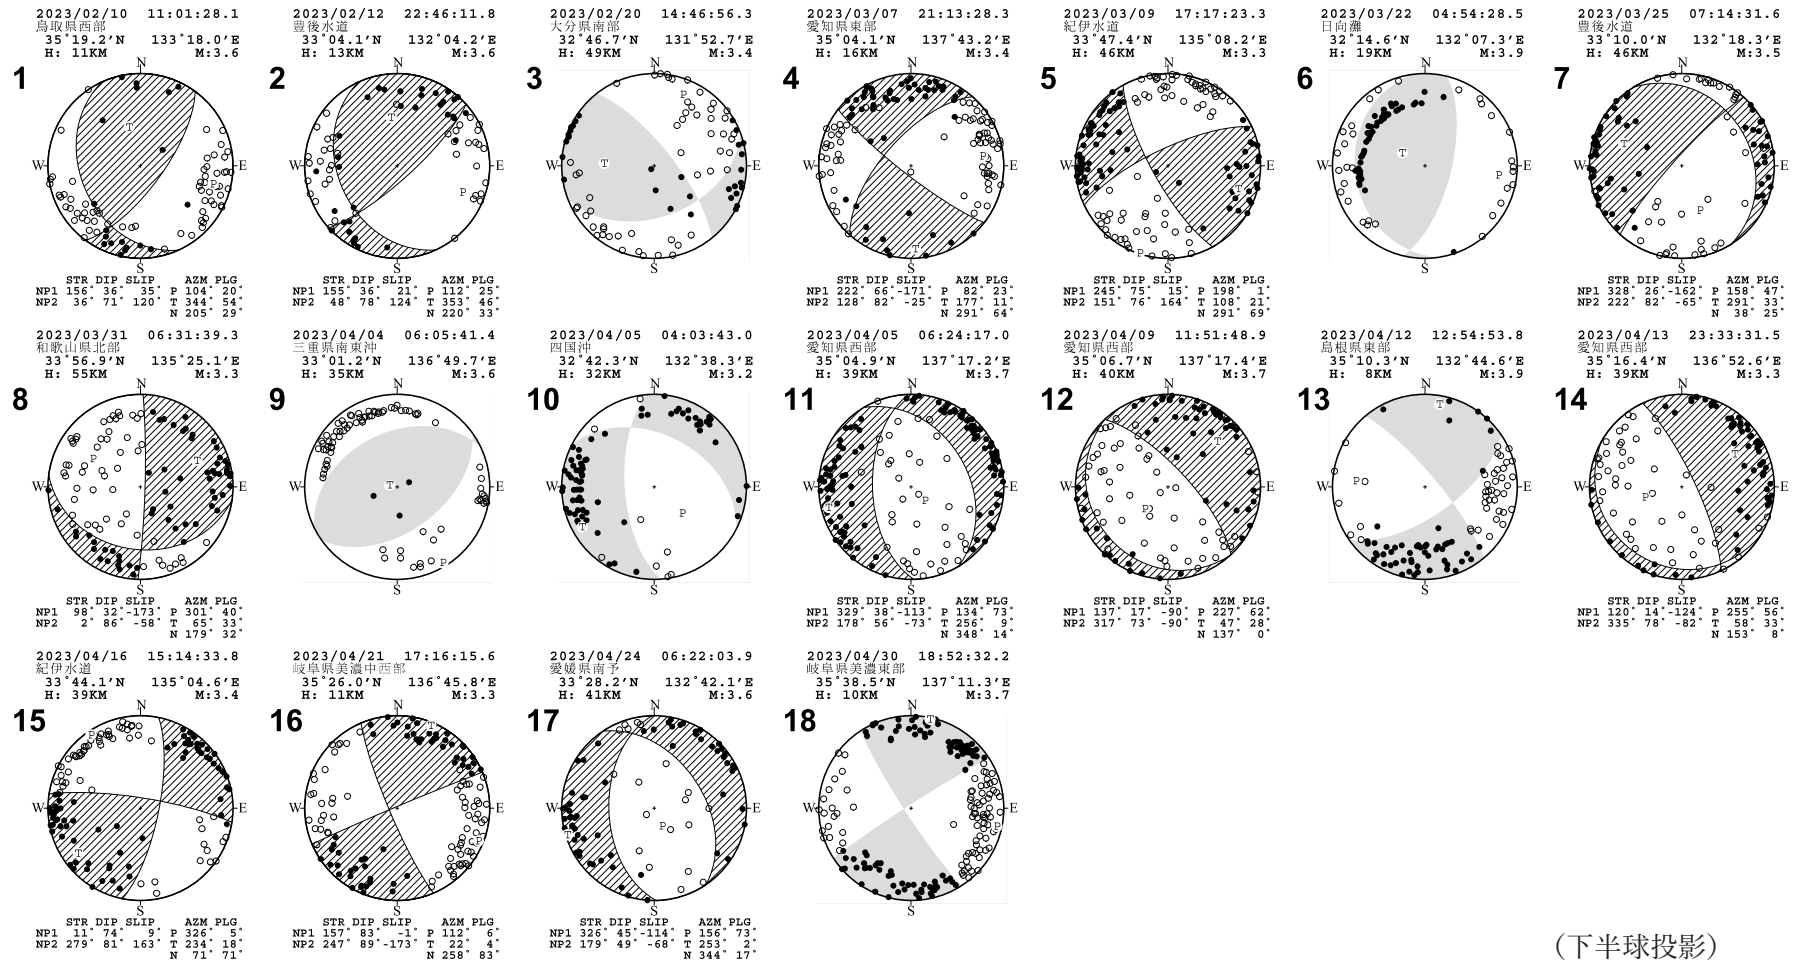 2023/02/10 11:01:28.1
鳥取県西部
35°19.2'N 133°18.0'E
H: 11KM M:3.6
1
N
W E
S
T
P
STR DIP SLIP AZM PLG
NP1 156° 36° 35° P 104° 20°
NP2 36° 71° 120° T 344° 54°
N 205° 29°
2023/02/12 22:46:11.8
豊後水道
33°04.1'N 132°04.2'E
H: 13KM M:3.6
2
N
W E
S
T
P
STR DIP SLIP AZM PLG
NP1 155° 36° 21° P 112° 25°
NP2 48° 78° 124° T 353° 46°
N 220° 33°
2023/02/20 14:46:56.3
大分県南部
32°46.7'N 131°52.7'E
H: 49KM M:3.4
3
N
P
T
W E
S
2023/03/07 21:13:28.3
愛知県東部
35°04.1'N 137°43.2'E
H: 16KM M:3.4
4
N
P
W E
T
S
STR DIP SLIP AZM PLG
NP1 222° 66° -171° P 82° 23°
NP2 128° 82° -25° T 177° 11°
N 291° 64°
2023/03/09 17:17:23.3
紀伊水道
33°47.4'N 135°08.2'E
H: 46KM M:3.3
5
N
W E
T
P
S
STR DIP SLIP AZM PLG
NP1 245° 75° 15° P 198° 1°
NP2 151° 76° 164° T 108° 21°
N 291° 69°
2023/03/22 04:54:28.5
日向灘
32°14.6'N 132°07.3'E
H: 19KM M:3.9
6
N
T
W E
P
S
2023/03/25 07:14:31.6
豊後水道
33°10.0'N 132°18.3'E
H: 46KM M:3.5
7
N
T
W E
P
S
STR DIP SLIP AZM PLG
NP1 328° 26° -162° P 158° 47°
NP2 222° 82° -65° T 291° 33°
N 38° 25°
2023/03/31 06:31:39.3
和歌山県北部
33°56.9'N 135°25.1'E
H: 55KM M:3.3
8
N
P T
W E
S
STR DIP SLIP AZM PLG
NP1 98° 32° -173° P 301° 40°
NP2 2° 86° -58° T 65° 33°
N 179° 32°
2023/04/04 06:05:41.4
三重県南東沖
33°01.2'N 136°49.7'E
H: 35KM M:3.6
9
N
T
W E
P
S
2023/04/05 04:03:43.0
四国沖
32°42.3'N 132°38.3'E
H: 32KM M:3.2
10
N
W E
P
T
S
2023/04/05 06:24:17.0
愛知県西部
35°04.9'N 137°17.2'E
H: 39KM M:3.7
11
N
W E
P
T
S
STR DIP SLIP AZM PLG
NP1 329° 38° -113° P 134° 73°
NP2 178° 56° -73° T 256° 9°
N 348° 14°
2023/04/09 11:51:48.9
愛知県西部
35°06.7'N 137°17.4'E
H: 40KM M:3.7
12
N
T
W E
P
S
STR DIP SLIP AZM PLG
NP1 137° 17° -90° P 227° 62°
NP2 317° 73° -90° T 47° 28°
N 137° 0°
2023/04/12 12:54:53.8
島根県東部
35°10.3'N 132°44.6'E
H: 8KM M:3.9
13
N
T
P
W E
S
2023/04/13 23:33:31.5
愛知県西部
35°16.4'N 136°52.6'E
H: 39KM M:3.3
14
N
T
W E
P
S
STR DIP SLIP AZM PLG
NP1 120° 14° -124° P 255° 56°
NP2 335° 78° -82° T 58° 33°
N 153° 8°
2023/04/16 15:14:33.8
紀伊水道
33°44.1'N 135°04.6'E
H: 39KM M:3.4
15
N
P
W E
T
S
STR DIP SLIP AZM PLG
NP1 11° 74° 9° P 326° 5°
NP2 279° 81° 163° T 234° 18°
N 71° 71°
2023/04/21 17:16:15.6
岐阜県美濃中西部
35°26.0'N 136°45.8'E
H: 11KM M:3.3
16
N
T
W E
P
S
STR DIP SLIP AZM PLG
NP1 157° 83° -1° P 112° 6°
NP2 247° 89° -173° T 22° 4°
N 258° 83°
2023/04/24 06:22:03.9
愛媛県南予
33°28.2'N 132°42.1'E
H: 41KM M:3.6
17
N
W E
P
T
S
STR DIP SLIP AZM PLG
NP1 326° 45° -114° P 156° 73°
NP2 179° 49° -68° T 253° 2°
N 344° 17°
2023/04/30 18:52:32.2
岐阜県美濃東部
35°38.5'N 137°11.3'E
H: 10KM M:3.7
18
N
T
W E
P
S
（下半球投影）